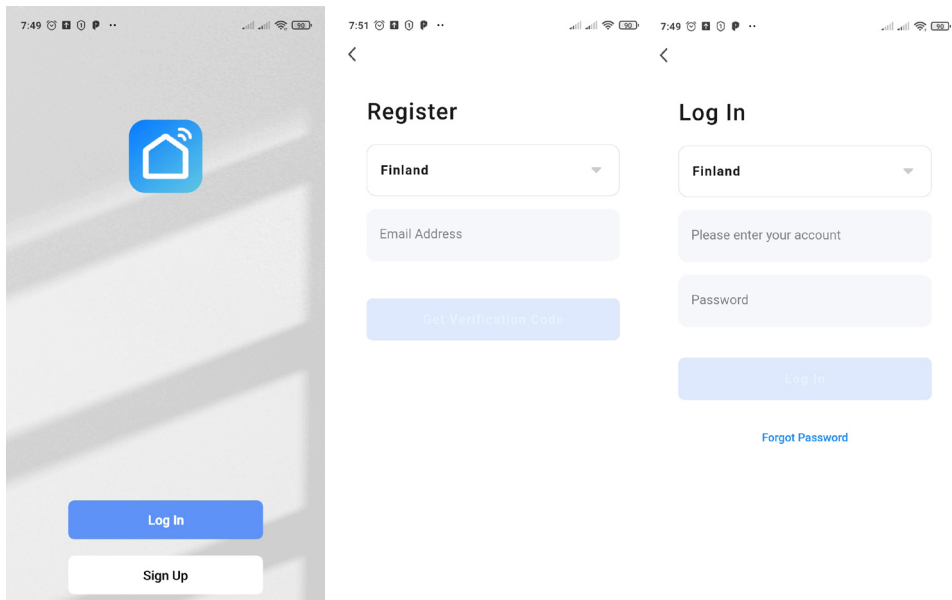 7:49
90
Log In
Sign Up
7:51
90
Register
Finland
Email Address
Get Verification Code
7:49
90
Log In
Finland
Please enter your account
Password
Log In
Forgot Password